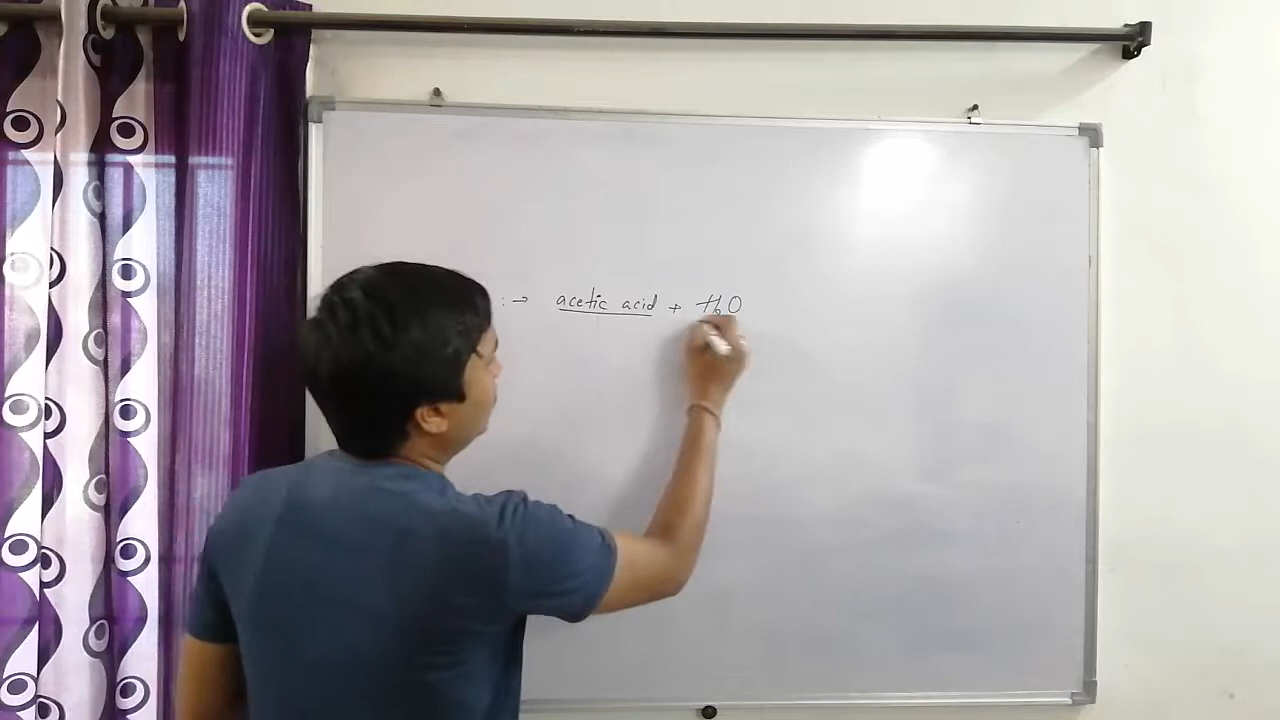 :→ acetic acid + H2O